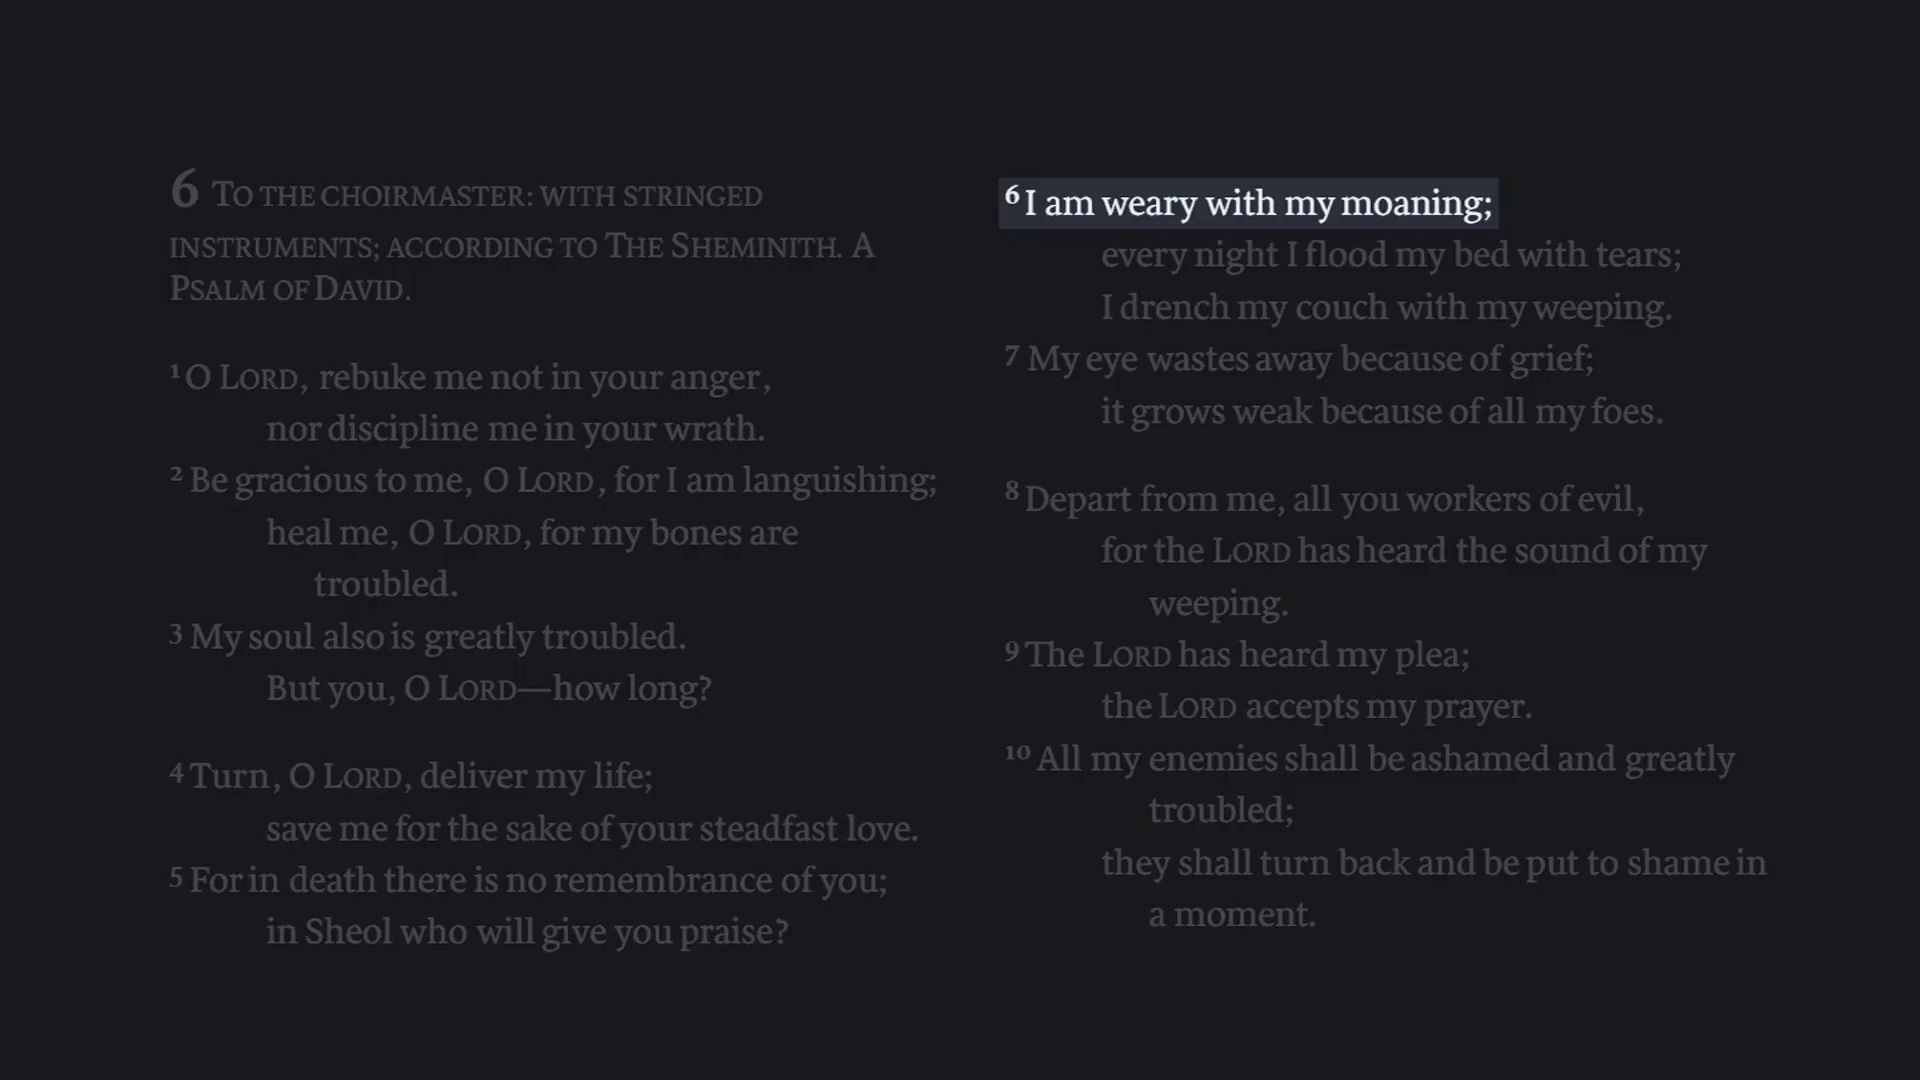 6 To the choirmaster: with stringed
instruments; according to The Sheminith. A
Psalm of David.
1 O Lord, rebuke me not in your anger,
nor discipline me in your wrath.
2 Be gracious to me, O Lord, for I am languishing;
heal me, O Lord, for my bones are
troubled.
3 My soul also is greatly troubled.
But you, O Lord—how long?
4 Turn, O Lord, deliver my life;
save me for the sake of your steadfast love.
5 For in death there is no remembrance of you;
in Sheol who will give you praise?
6 I am weary with my moaning;
every night I flood my bed with tears;
I drench my couch with my weeping.
7 My eye wastes away because of grief;
it grows weak because of all my foes.
8 Depart from me, all you workers of evil,
for the Lord has heard the sound of my
weeping.
9 The Lord has heard my plea;
the Lord accepts my prayer.
10 All my enemies shall be ashamed and greatly
troubled;
they shall turn back and be put to shame in
a moment.